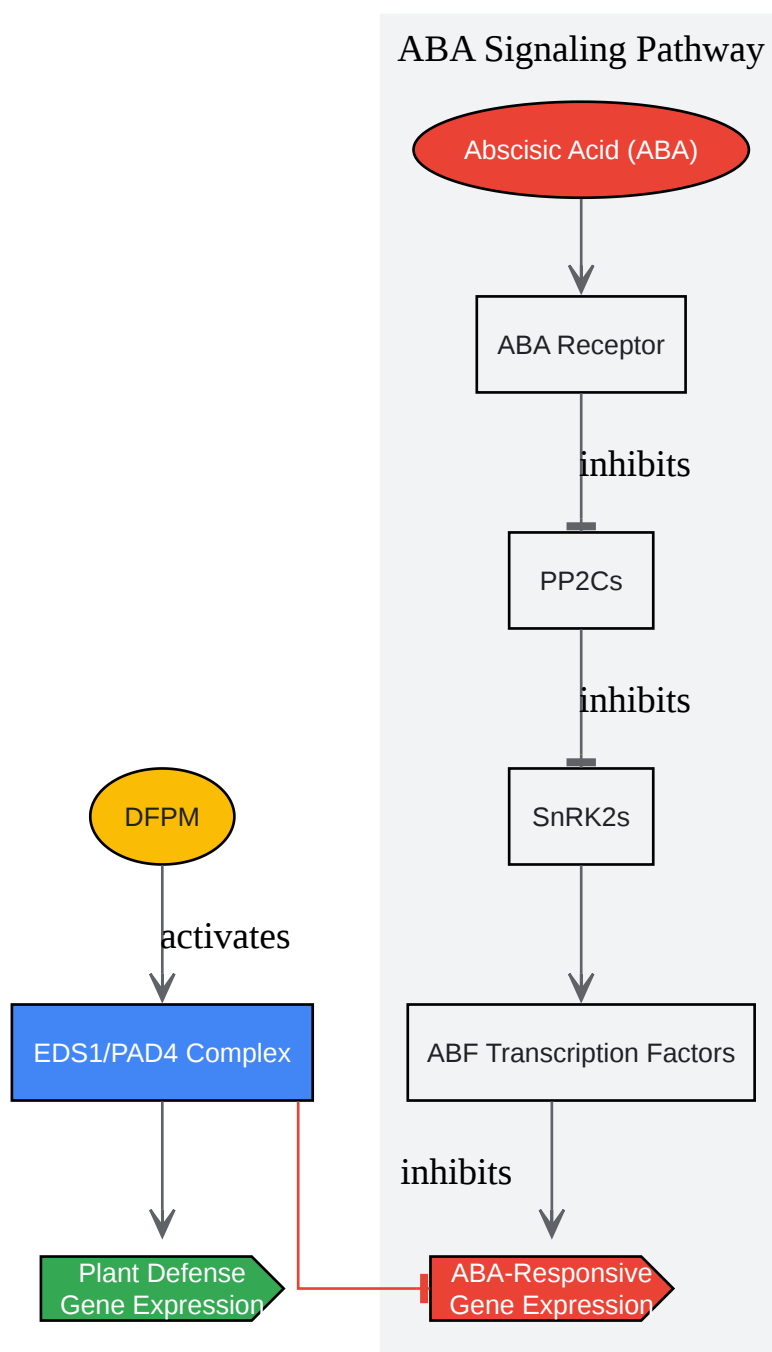 ABA Signaling Pathway
Abscisic Acid (ABA)
ABA Receptor
inhibits
PP2Cs
inhibits
DFPM
SnRK2s
activates
EDS1/PAD4 Complex
ABF Transcription Factors
inhibits
Plant Defense
Gene Expression
ABA-Responsive
Gene Expression